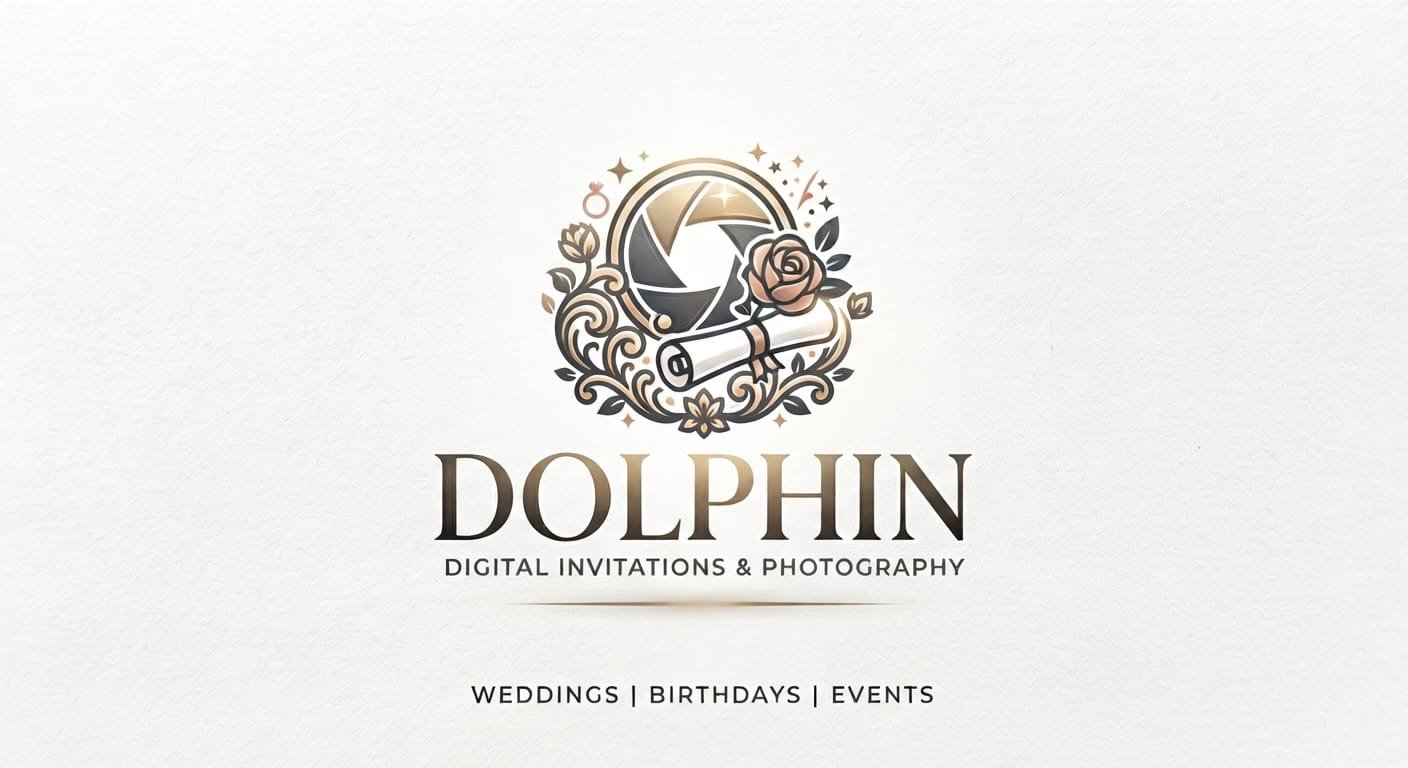 DOLPHIN
DIGITAL INVITATIONS & PHOTOGRAPHY
WEDDINGS | BIRTHDAYS | EVENTS